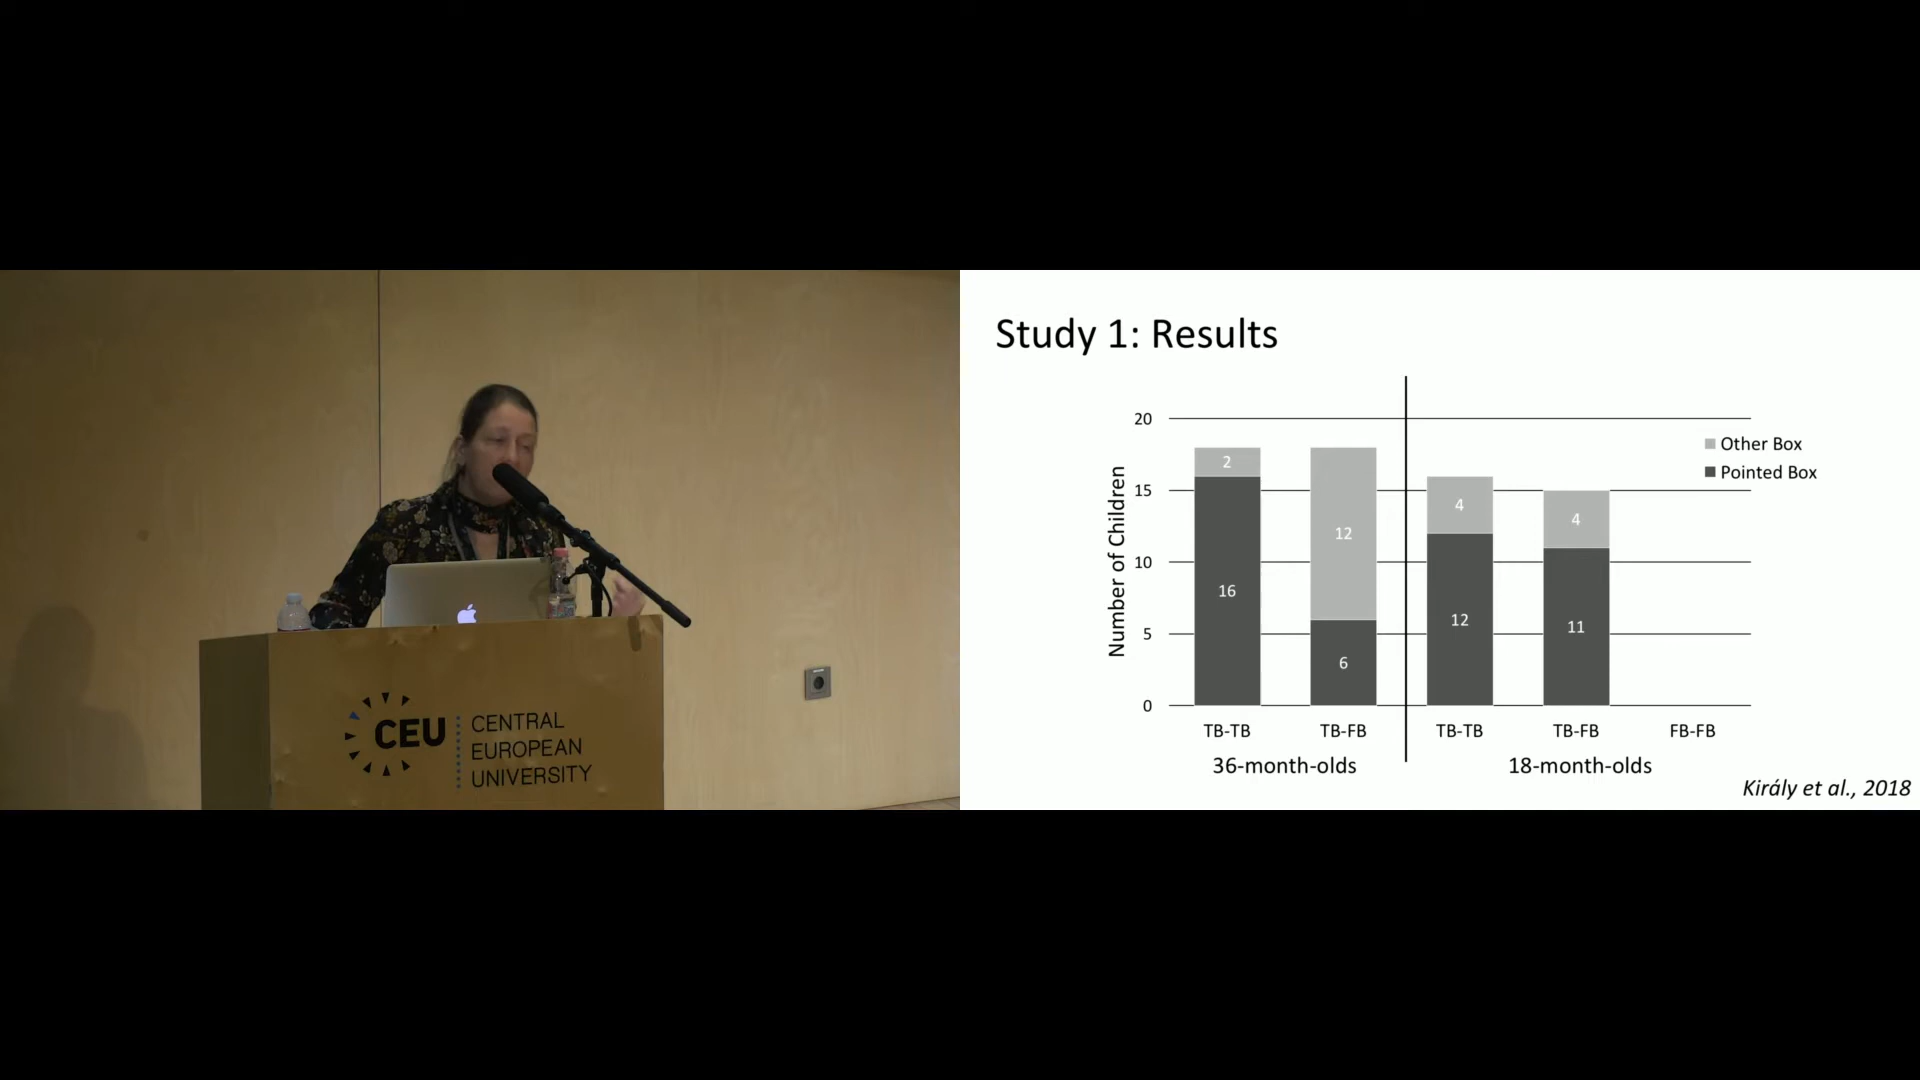 CEU
CENTRAL
EUROPEAN
UNIVERSITY
Study 1: Results
Number of Children
20
15
10
5
0
2
16
12
6
4
12
4
11
Other Box
Pointed Box
TB-TB
TB-FB
TB-TB
TB-FB
FB-FB
36-month-olds
18-month-olds
Király et al., 2018